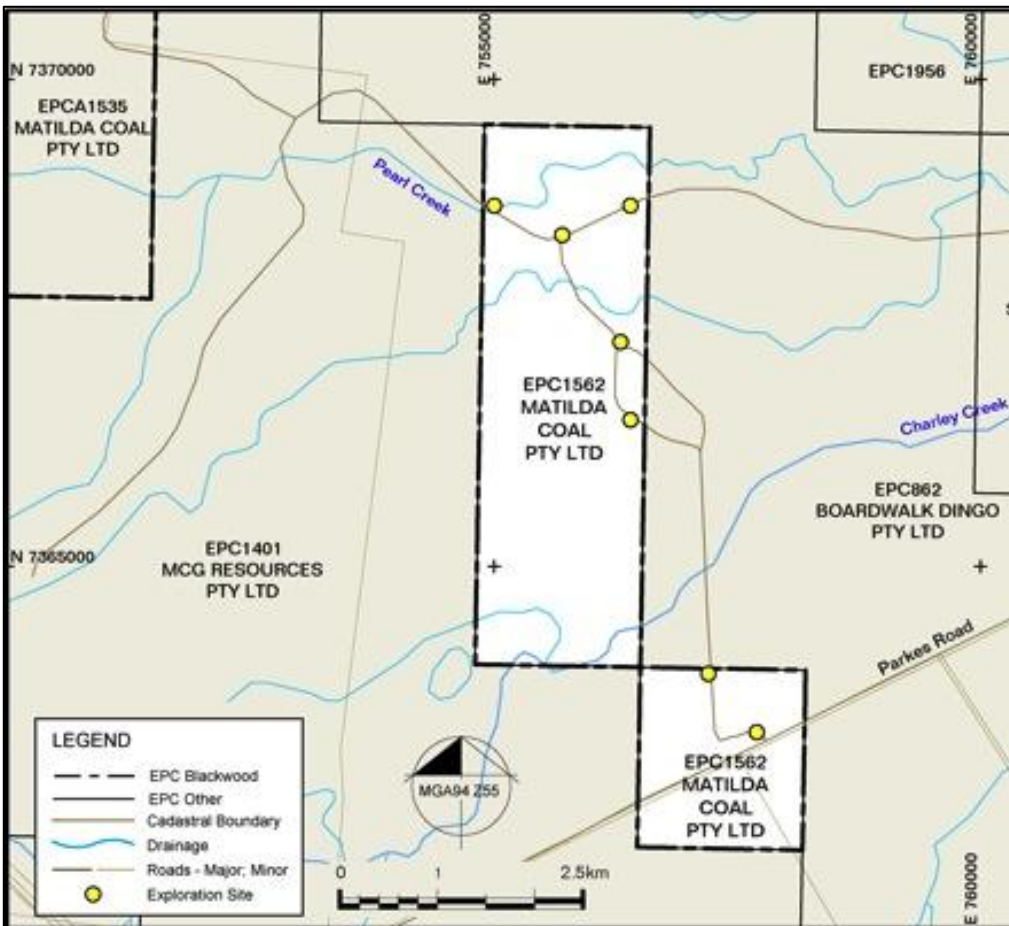 E 755000
E 760000
N 7370000
EPC1956
EPCA1535
MATILDA COAL
PTY LTD
Pearl Creek
EPC1562
MATILDA
COAL
PTY LTD
Charley Creek
EPC862
BOARDWALK DINGO
PTY LTD
N 7365000
EPC1401
MCG RESOURCES
PTY LTD
Parkes Road
EPC1562
MATILDA
COAL
PTY LTD
MGA94 Z55
LEGEND
EPC Blackwood
EPC Other
Cadastral Boundary
Drainage
Roads - Major; Minor
Exploration Site
0 1 2.5km
E 760000